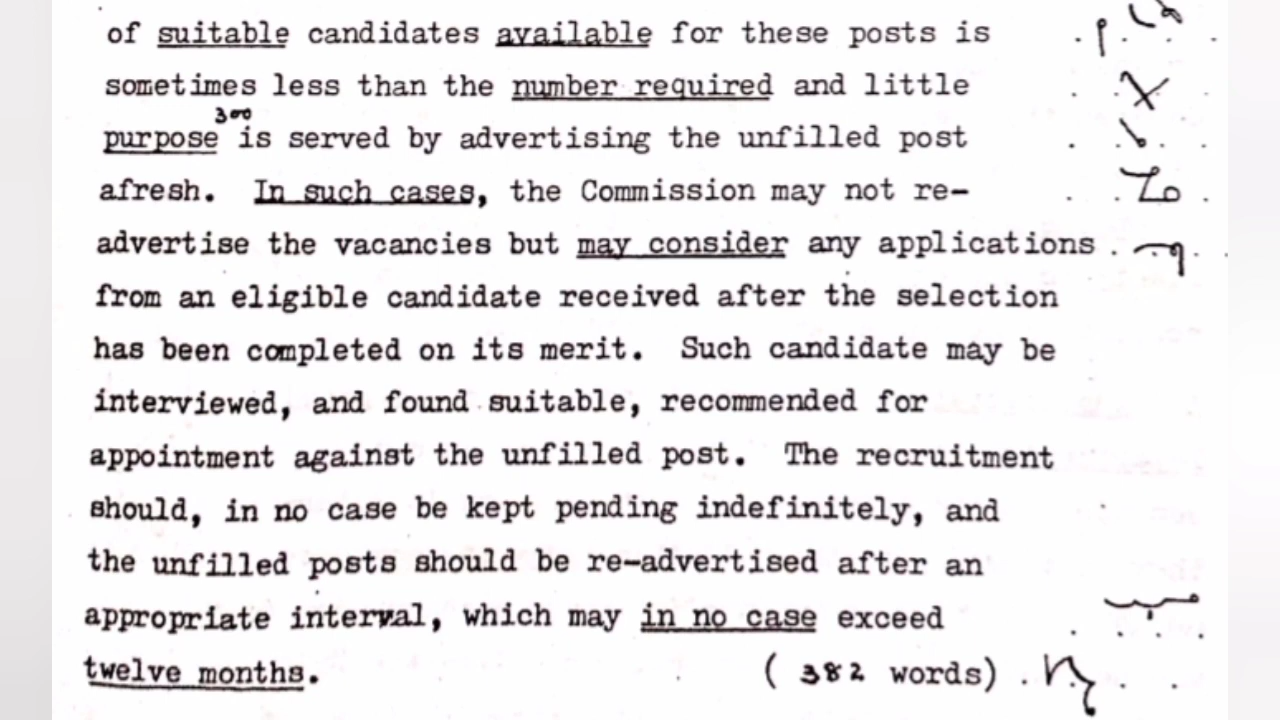 of suitable candidates available for these posts is
sometimes less than the number required and little
300
purpose is served by advertising the unfilled post
afresh. In such cases, the Commission may not re-
advertise the vacancies but may consider any applications
from an eligible candidate received after the selection
has been completed on its merit. Such candidate may be
interviewed, and found suitable, recommended for
appointment against the unfilled post. The recruitment
should, in no case be kept pending indefinitely, and
the unfilled posts should be re-advertised after an
appropriate interval, which may in no case exceed
twelve months. ( 382 words)